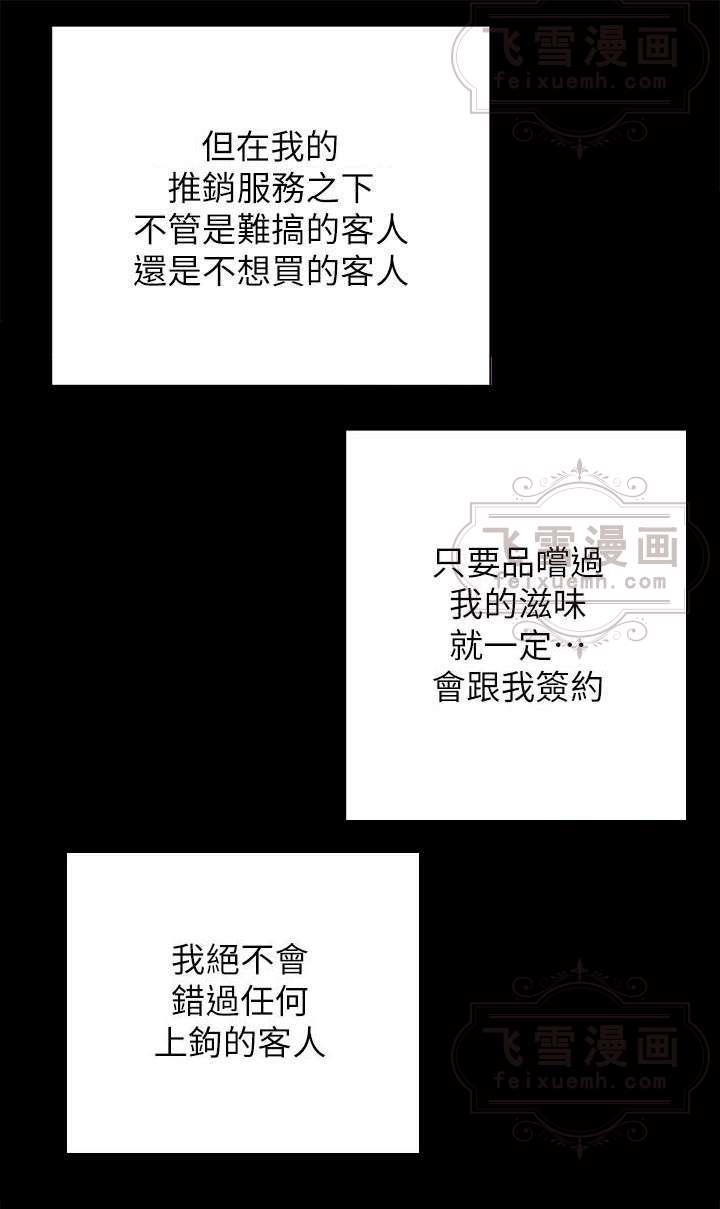 飞雪漫画
feixuemh.com
但在我的
推銷服務之下
不管是難搞的客人
還是不想買的客人
飞雪漫画
feixuemh.com
只要品嚐過
我的滋味
就一定…
會跟我簽約
我絕不會
錯過任何
上鉤的客人
飞雪漫画
feixuemh.com